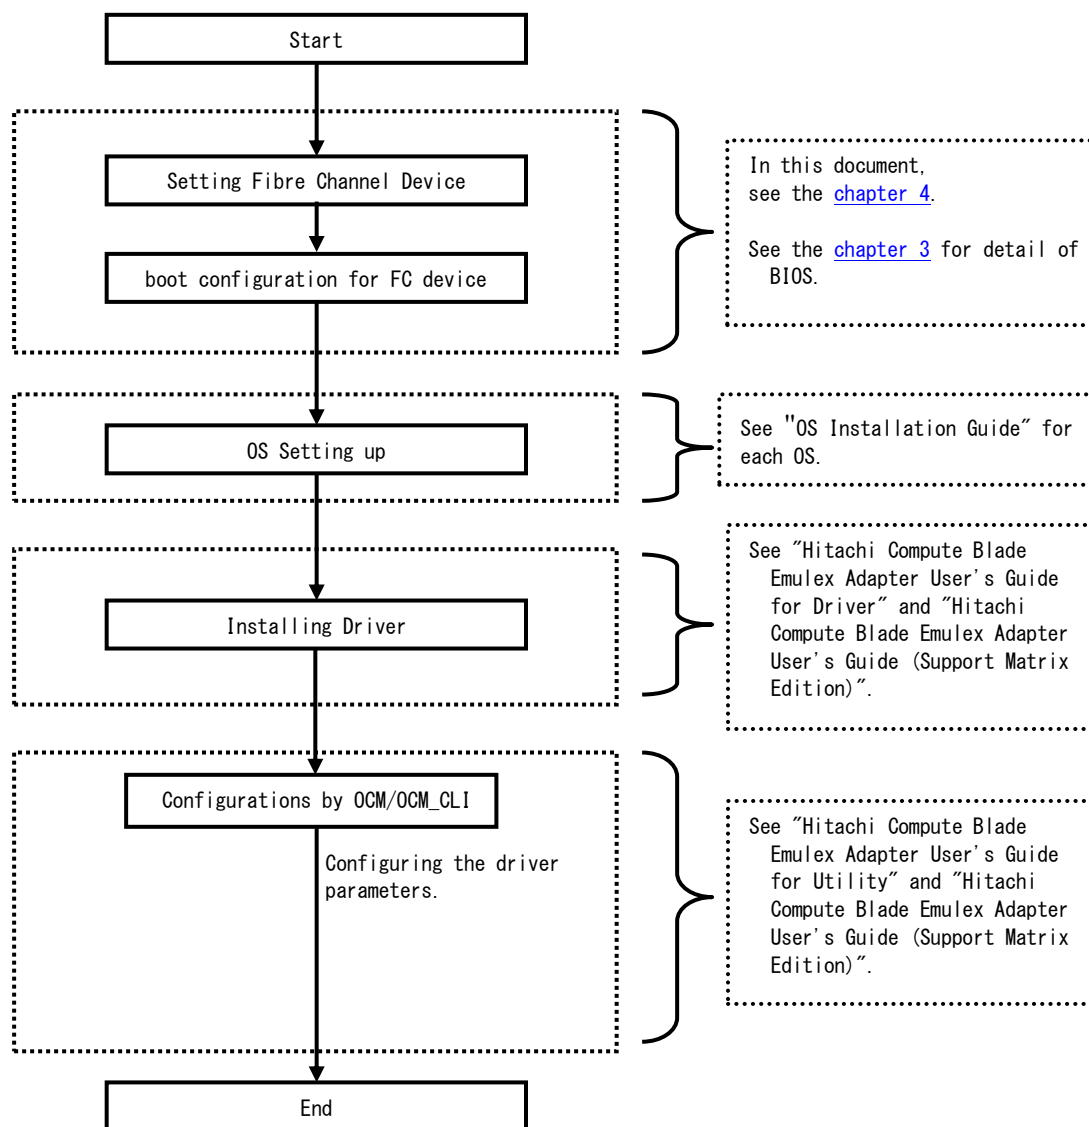 Start
Setting Fibre Channel Device
boot configuration for FC device
In this document,
see the chapter 4.
See the chapter 3 for detail of
BIOS.
OS Setting up
See "OS Installation Guide" for
each OS.
Installing Driver
See "Hitachi Compute Blade
Emulex Adapter User's Guide
for Driver" and "Hitachi
Compute Blade Emulex Adapter
User's Guide (Support Matrix
Edition)".
Configurations by OCM/OCM_CLI
Configuring the driver
parameters.
See "Hitachi Compute Blade
Emulex Adapter User's Guide
for Utility" and "Hitachi
Compute Blade Emulex Adapter
User's Guide (Support Matrix
Edition)".
End